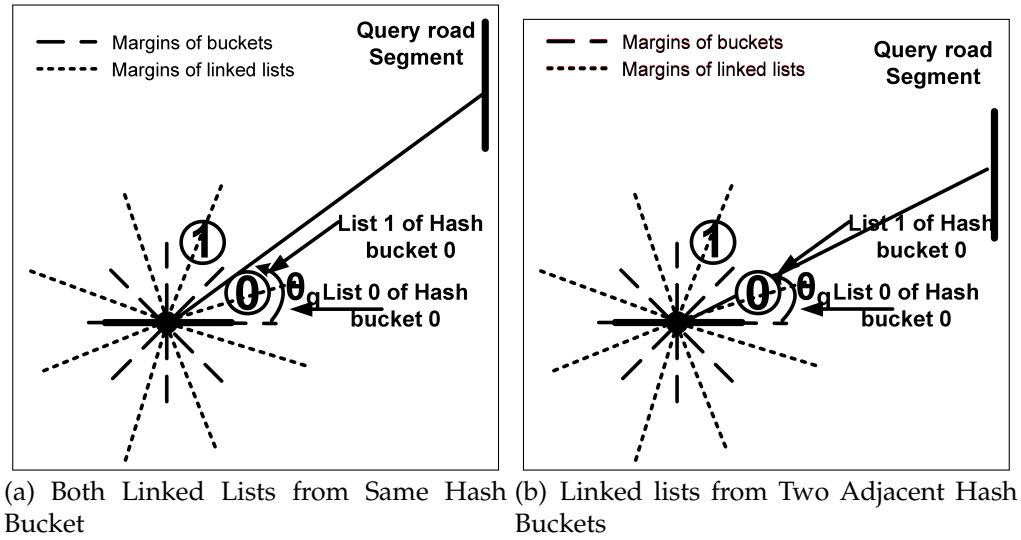 Margins of buckets
Margins of linked lists
Query road
Segment
1
List 1 of Hash
bucket 0
0
θq
List 0 of Hash
bucket 0
(a) Both Linked Lists from Same Hash
Bucket
Margins of buckets
Margins of linked lists
Query road
Segment
1
List 1 of Hash
bucket 0
0
θq
List 0 of Hash
bucket 0
(b) Linked lists from Two Adjacent Hash
Buckets